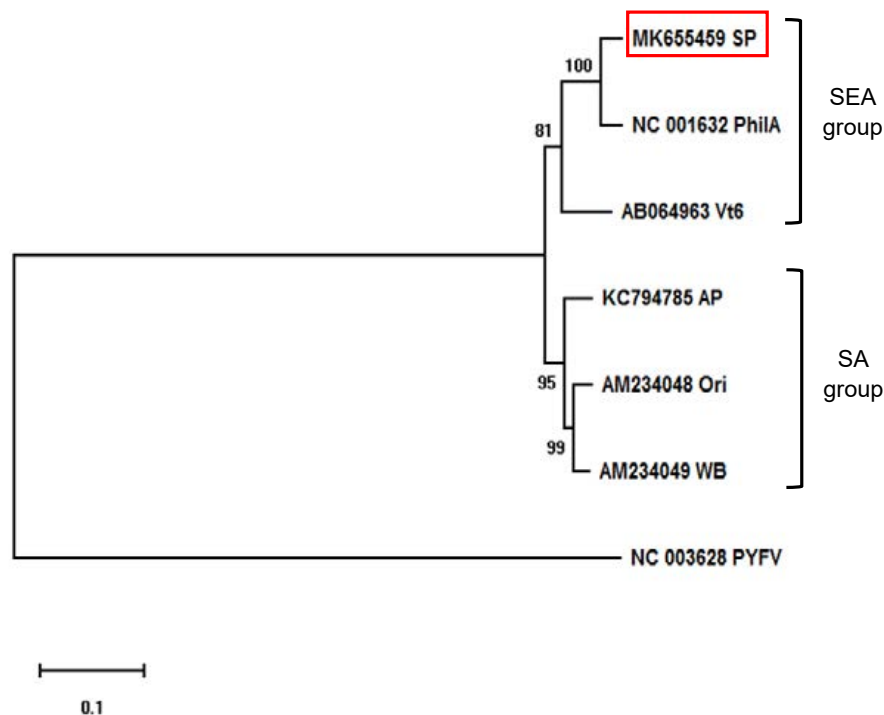 MK655459 SP
100
SEA
group
NC 001632 PhilA
81
AB064963 Vt6
KC794785 AP
SA
group
95
AM234048 Ori
99
AM234049 WB
NC 003628 PYFV
0.1